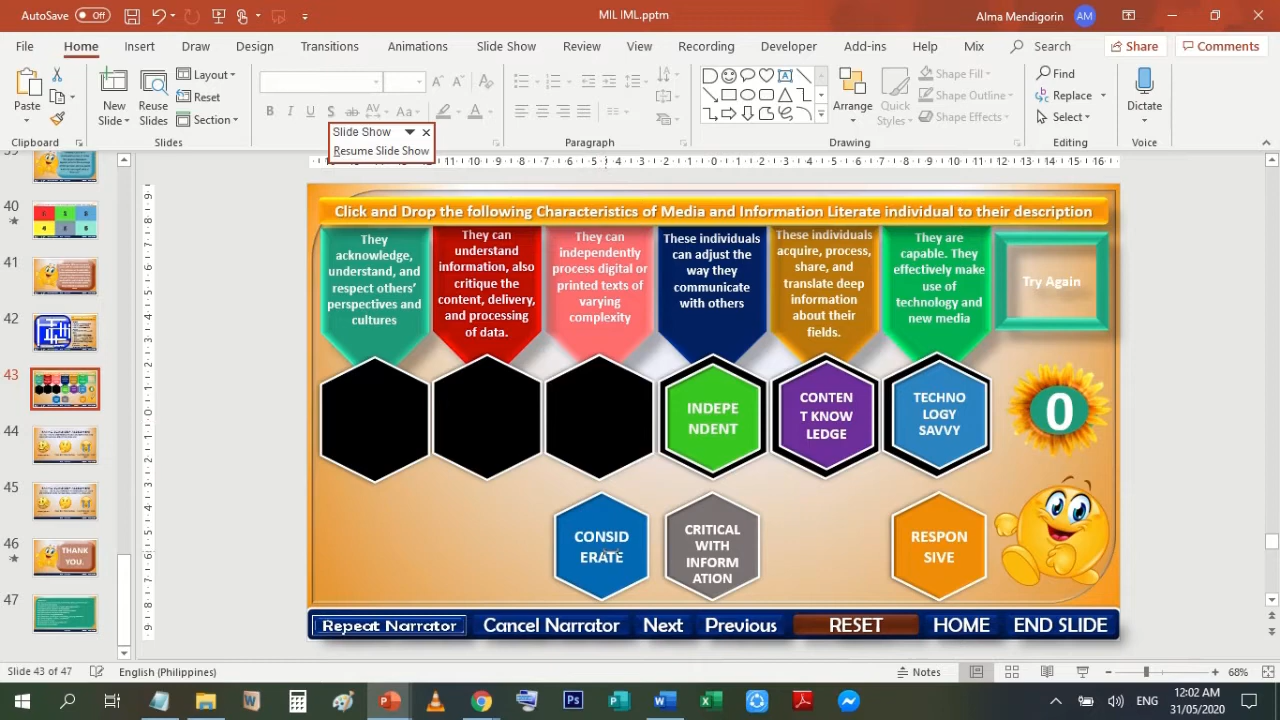 AutoSave Off
MIL IML.pptm
Alma Mendigorin AM
File Home Insert Draw Design Transitions Animations Slide Show Review View Recording Developer Add-ins Help Mix Search Share Comments
Paste
New Slide
Reuse Slides
Layout
Reset
Section
Arrange
Quick Styles
Shape Fill
Shape Outline
Shape Effects
Find
Replace
Select
Dictate
Clipboard Slides Paragraph Drawing Editing Voice
Slide Show
Resume Slide Show
40
41
42
43
44
45
46
47
THANK
YOU.
Click and Drop the following Characteristics of Media and Information Literate individual to their description
They
acknowledge,
understand, and
respect others'
perspectives and
cultures
They can
understand
information, also
critique the
content, delivery,
and processing
of data.
They can
independently
process digital or
printed texts of
varying
complexity
These individuals
can adjust the
way they
communicate
with others
These individuals
acquire, process,
share, and
translate deep
information
about their
fields.
They are
capable. They
effectively make
use of
technology and
new media
Try Again
INDEPE
NDENT
CONTEN
T KNOW
LEDGE
TECHNO
LOGY
SAVVY
0
CONSID
ERATE
CRITICAL
WITH
INFORM
ATION
RESPON
SIVE
Repeat Narrator Cancel Narrator Next Previous RESET HOME END SLIDE
Slide 43 of 47 English (Philippines) Notes 68%
ENG
12:02 AM
31/05/2020